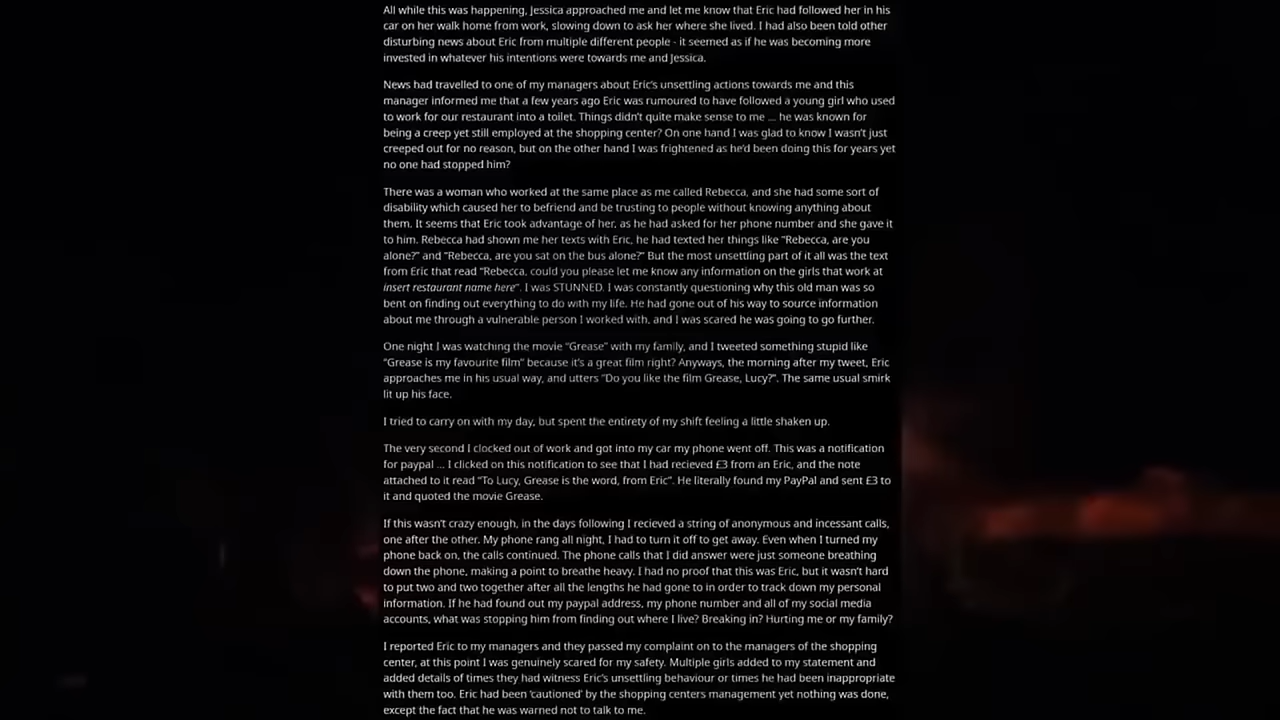 All while this was happening, Jessica approached me and let me know that Eric had followed her in his
car on her walk home from work, slowing down to ask her where she lived. I had also been told other
disturbing news about Eric from multiple different people - it seemed as if he was becoming more
invested in whatever his intentions were towards me and Jessica.
News had travelled to one of my managers about Eric's unsettling actions towards me and this
manager informed me that a few years ago Eric was rumoured to have followed a young girl who used
to work for our restaurant into a toilet. Things didn't quite make sense to me ... he was known for
being a creep yet still employed at the shopping center? On one hand I was glad to know I wasn't just
creeped out for no reason, but on the other hand I was frightened as he'd been doing this for years yet
no one had stopped him?
There was a woman who worked at the same place as me called Rebecca, and she had some sort of
disability which caused her to befriend and be trusting to people without knowing anything about
them. It seems that Eric took advantage of her, as he had asked for her phone number and she gave it
to him. Rebecca had shown me her texts with Eric, he had texted her things like "Rebecca, are you
alone?" and "Rebecca, are you sat on the bus alone?" But the most unsettling part of it all was the text
from Eric that read "Rebecca, could you please let me know any information on the girls that work at
insert restaurant name here". I was STUNNED. I was constantly questioning why this old man was so
bent on finding out everything to do with my life. He had gone out of his way to source information
about me through a vulnerable person I worked with, and I was scared he was going to go further.
One night I was watching the movie "Grease" with my family, and I tweeted something stupid like
"Grease is my favourite film" because it's a great film right? Anyways, the morning after my tweet, Eric
approaches me in his usual way, and utters "Do you like the film Grease, Lucy?". The same usual smirk
lit up his face.
I tried to carry on with my day, but spent the entirety of my shift feeling a little shaken up.
The very second I clocked out of work and got into my car my phone went off. This was a notification
for paypal ... I clicked on this notification to see that I had recieved £3 from an Eric, and the note
attached to it read "To Lucy, Grease is the word, from Eric". He literally found my PayPal and sent £3 to
it and quoted the movie Grease.
If this wasn't crazy enough, in the days following I recieved a string of anonymous and incessant calls,
one after the other. My phone rang all night, I had to turn it off to get away. Even when I turned my
phone back on, the calls continued. The phone calls that I did answer were just someone breathing
down the phone, making a point to breathe heavy. I had no proof that this was Eric, but it wasn't hard
to put two and two together after all the lengths he had gone to in order to track down my personal
information. If he had found out my paypal address, my phone number and all of my social media
accounts, what was stopping him from finding out where I live? Breaking in? Hurting me or my family?
I reported Eric to my managers and they passed my complaint on to the managers of the shopping
center, at this point I was genuinely scared for my safety. Multiple girls added to my statement and
added details of times they had witness Eric's unsettling behaviour or times he had been inappropriate
with them too. Eric had been 'cautioned' by the shopping centers management yet nothing was done,
except the fact that he was warned not to talk to me.